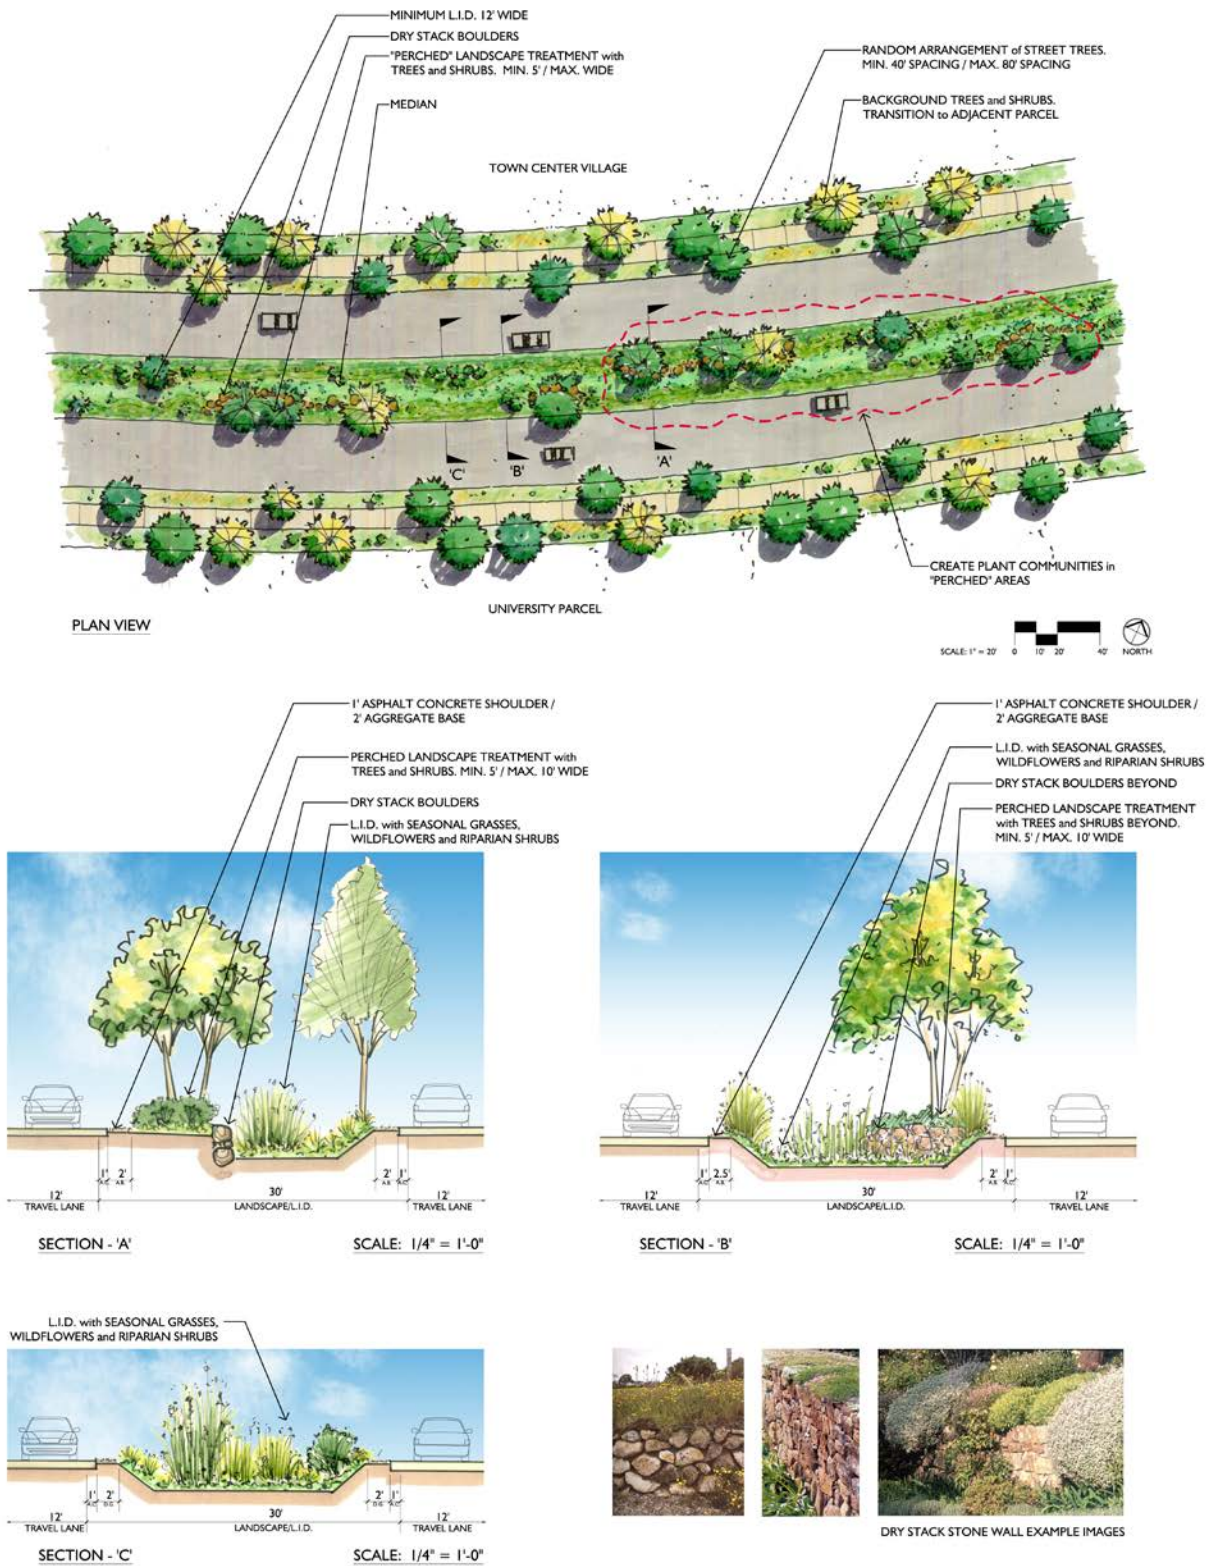 MINIMUM L.I.D. 12' WIDE
DRY STACK BOULDERS
"PERCHED" LANDSCAPE TREATMENT with
TREES and SHRUBS. MIN. 5' / MAX. WIDE
MEDIAN
RANDOM ARRANGEMENT of STREET TREES.
MIN. 40' SPACING / MAX. 80' SPACING
BACKGROUND TREES and SHRUBS.
TRANSITION to ADJACENT PARCEL
TOWN CENTER VILLAGE
'C'
'B'
'A'
CREATE PLANT COMMUNITIES in
"PERCHED" AREAS
UNIVERSITY PARCEL
PLAN VIEW
SCALE: 1" = 20'
0 10' 20' 40'
NORTH
1' ASPHALT CONCRETE SHOULDER /
2' AGGREGATE BASE
PERCHED LANDSCAPE TREATMENT with
TREES and SHRUBS. MIN. 5' / MAX. 10' WIDE
DRY STACK BOULDERS
L.I.D. with SEASONAL GRASSES,
WILDFLOWERS and RIPARIAN SHRUBS
1' 2' 2' 1'
A.C. A.B. A.B. A.C.
12' 30' 12'
TRAVEL LANE LANDSCAPE/L.I.D. TRAVEL LANE
SECTION - 'A' SCALE: 1/4" = 1'-0"
1' ASPHALT CONCRETE SHOULDER /
2' AGGREGATE BASE
L.I.D. with SEASONAL GRASSES,
WILDFLOWERS and RIPARIAN SHRUBS
DRY STACK BOULDERS BEYOND
PERCHED LANDSCAPE TREATMENT
with TREES and SHRUBS BEYOND.
MIN. 5' / MAX. 10' WIDE
1' 2.5' 2' 1'
A.C. A.B. A.B. A.C.
12' 30' 12'
TRAVEL LANE LANDSCAPE/L.I.D. TRAVEL LANE
SECTION - 'B' SCALE: 1/4" = 1'-0"
L.I.D. with SEASONAL GRASSES,
WILDFLOWERS and RIPARIAN SHRUBS
1' 2' 2' 1'
A.C. D.G. D.G. A.C.
12' 30' 12'
TRAVEL LANE LANDSCAPE/L.I.D. TRAVEL LANE
SECTION - 'C' SCALE: 1/4" = 1'-0"
DRY STACK STONE WALL EXAMPLE IMAGES